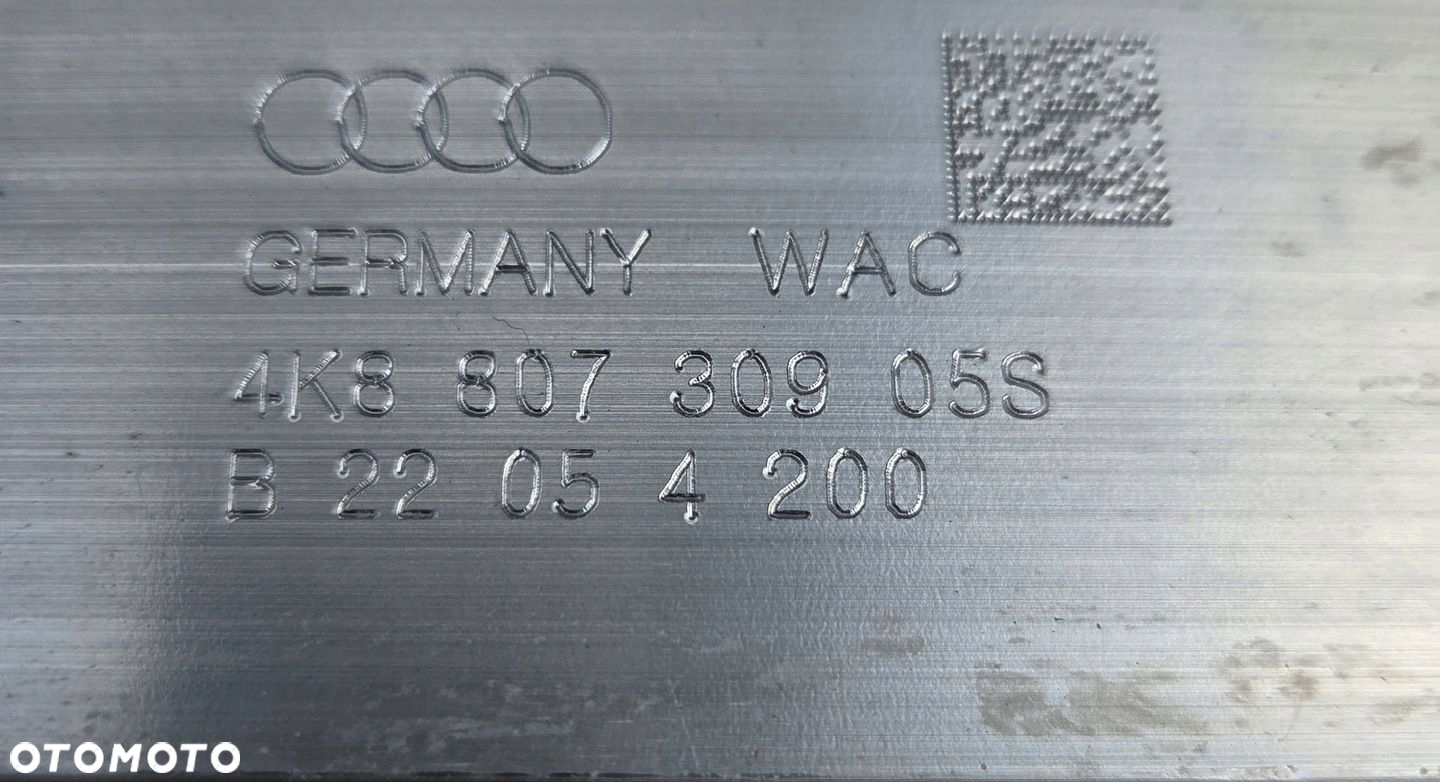 GERMANY WAC
4K8 807 309 05S
B 22 05 4 200
OTOMOTO